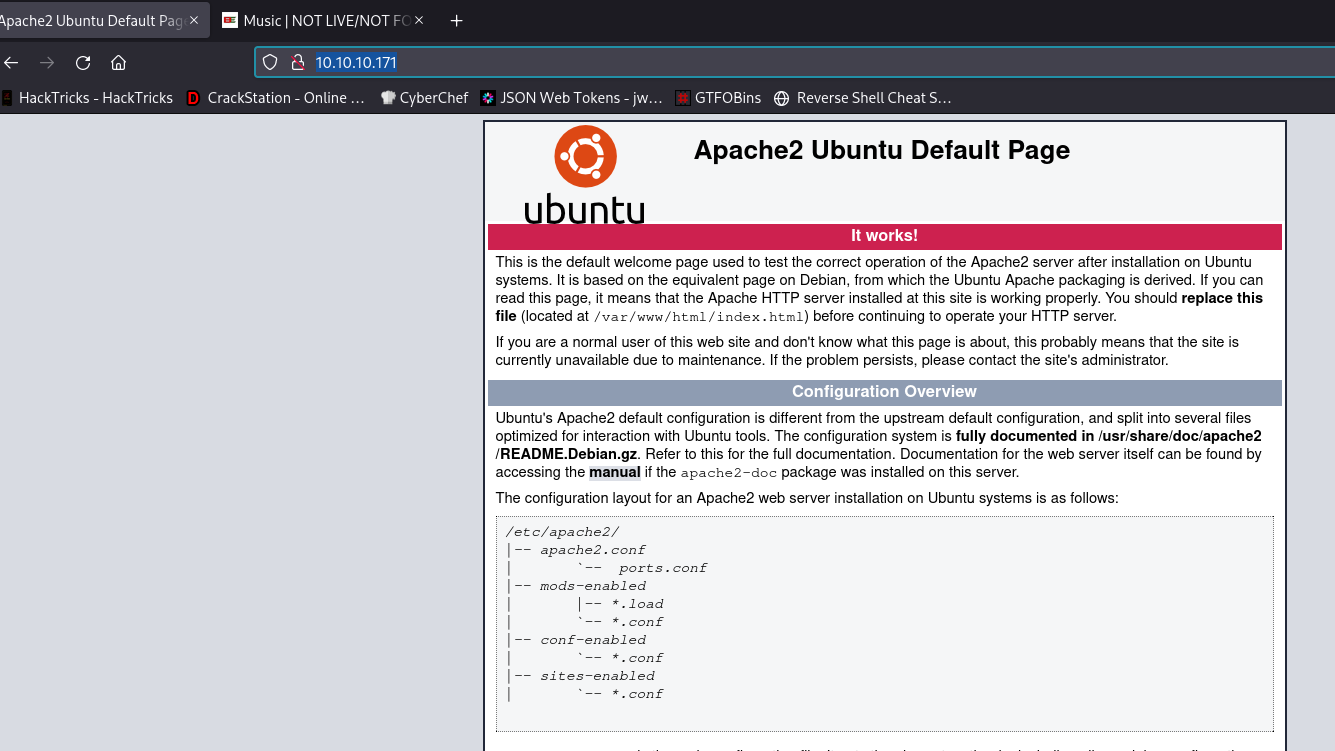 Apache2 Ubuntu Default Pag
Music | NOT LIVE/NOT FO
10.10.10.171
HackTricks - HackTricks
CrackStation - Online …
CyberChef
JSON Web Tokens - jw…
GTFOBins
Reverse Shell Cheat S…
ubuntu
Apache2 Ubuntu Default Page
It works!
This is the default welcome page used to test the correct operation of the Apache2 server after installation on Ubuntu
systems. It is based on the equivalent page on Debian, from which the Ubuntu Apache packaging is derived. If you can
read this page, it means that the Apache HTTP server installed at this site is working properly. You should replace this
file (located at /var/www/html/index.html) before continuing to operate your HTTP server.
If you are a normal user of this web site and don't know what this page is about, this probably means that the site is
currently unavailable due to maintenance. If the problem persists, please contact the site's administrator.
Configuration Overview
Ubuntu's Apache2 default configuration is different from the upstream default configuration, and split into several files
optimized for interaction with Ubuntu tools. The configuration system is fully documented in /usr/share/doc/apache2
/README.Debian.gz. Refer to this for the full documentation. Documentation for the web server itself can be found by
accessing the manual if the apache2-doc package was installed on this server.
The configuration layout for an Apache2 web server installation on Ubuntu systems is as follows:
/etc/apache2/
|-- apache2.conf
|       `--  ports.conf
|-- mods-enabled
|       |-- *.load
|       `-- *.conf
|-- conf-enabled
|       `-- *.conf
|-- sites-enabled
|       `-- *.conf